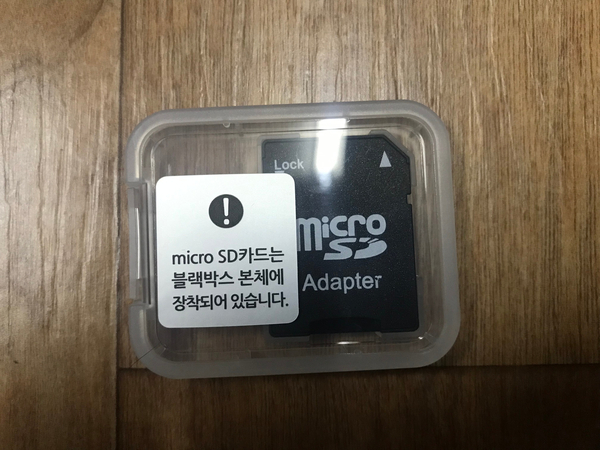 Lock
!
micro SD카드는
블랙박스 본체에
장착되어 있습니다.
micro
SD
Adapter